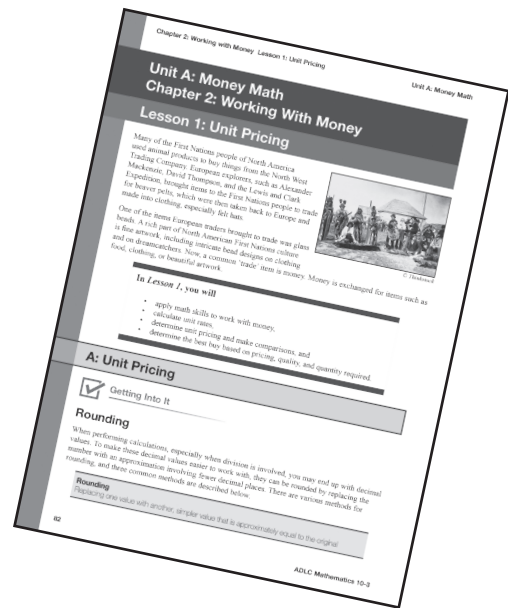 Chapter 2: Working with Money Lesson 1: Unit Pricing
Unit A: Money Math
Unit A: Money Math
Chapter 2: Working With Money
Lesson 1: Unit Pricing
Many of the First Nations people of North America
used animal products to buy things from the North West
Trading Company. European explorers, such as Alexander
Mackenzie, David Thompson, and the Lewis and Clark
Expedition, brought items to the First Nations people to trade
for beaver pelts, which were then taken back to Europe and
made into clothing, especially felt hats.
One of the items European traders brought to trade was glass
beads. A rich part of North American First Nations culture
is fine artwork, including intricate bead designs on clothing
and on dreamcatchers. Now, a common 'trade' item is money. Money is exchanged for items such as
food, clothing, or beautiful artwork.
In Lesson 1, you will
• apply math skills to work with money,
• calculate unit rates,
• determine unit pricing and make comparisons, and
• determine the best buy based on pricing, quality, and quantity required.
A: Unit Pricing
Getting Into It
Rounding
When performing calculations, especially when division is involved, you may end up with decimal
values. To make these decimal values easier to work with, they can be rounded by replacing the
number with an approximation involving fewer decimal places. There are various methods for
rounding, and three common methods are described below.
Rounding
Replacing one value with another, simpler value that is approximately equal to the original
82
ADLC Mathematics 10-3